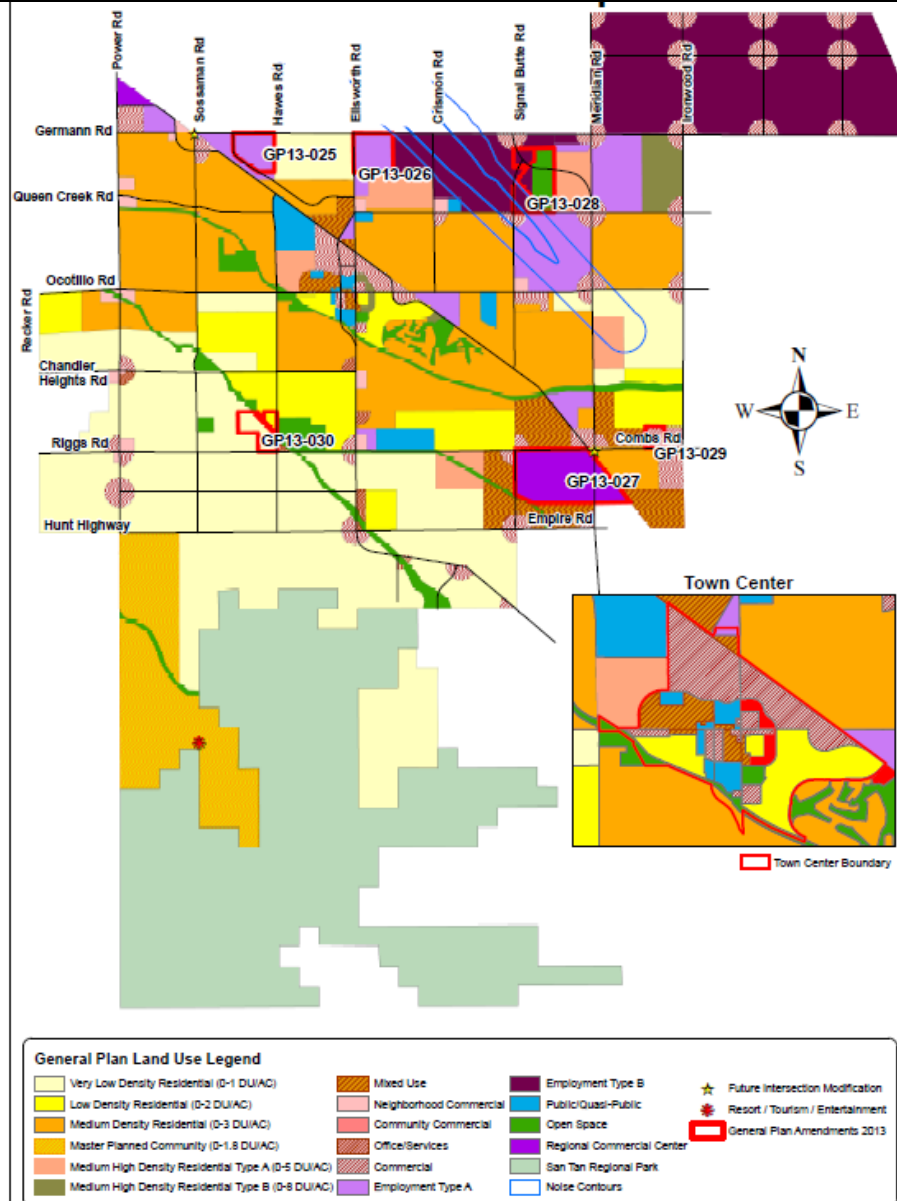 Power Rd
Sossaman Rd
Hawes Rd
Ellsworth Rd
Crismon Rd
Signal Butte Rd
Meridian Rd
Ironwood Rd
Germann Rd
GP13-025
GP13-026
GP13-028
Queen Creek Rd
Ocotillo Rd
Recker Rd
Chandler
Heights Rd
N
W
E
S
GP13-030
Riggs Rd
Combs Rd
GP13-029
GP13-027
Hunt Highway
Empire Rd
Town Center
Town Center Boundary
General Plan Land Use Legend
Very Low Density Residential (0-1 DU/AC)
Low Density Residential (0-2 DU/AC)
Medium Density Residential (0-3 DU/AC)
Master Planned Community (0-1.8 DU/AC)
Medium High Density Residential Type A (0-5 DU/AC)
Medium High Density Residential Type B (0-8 DU/AC)
Mixed Use
Neighborhood Commercial
Community Commercial
Office/Services
Commercial
Employment Type A
Employment Type B
Public/Quasi-Public
Open Space
Regional Commercial Center
San Tan Regional Park
Noise Contours
Future Intersection Modification
Resort / Tourism / Entertainment
General Plan Amendments 2013